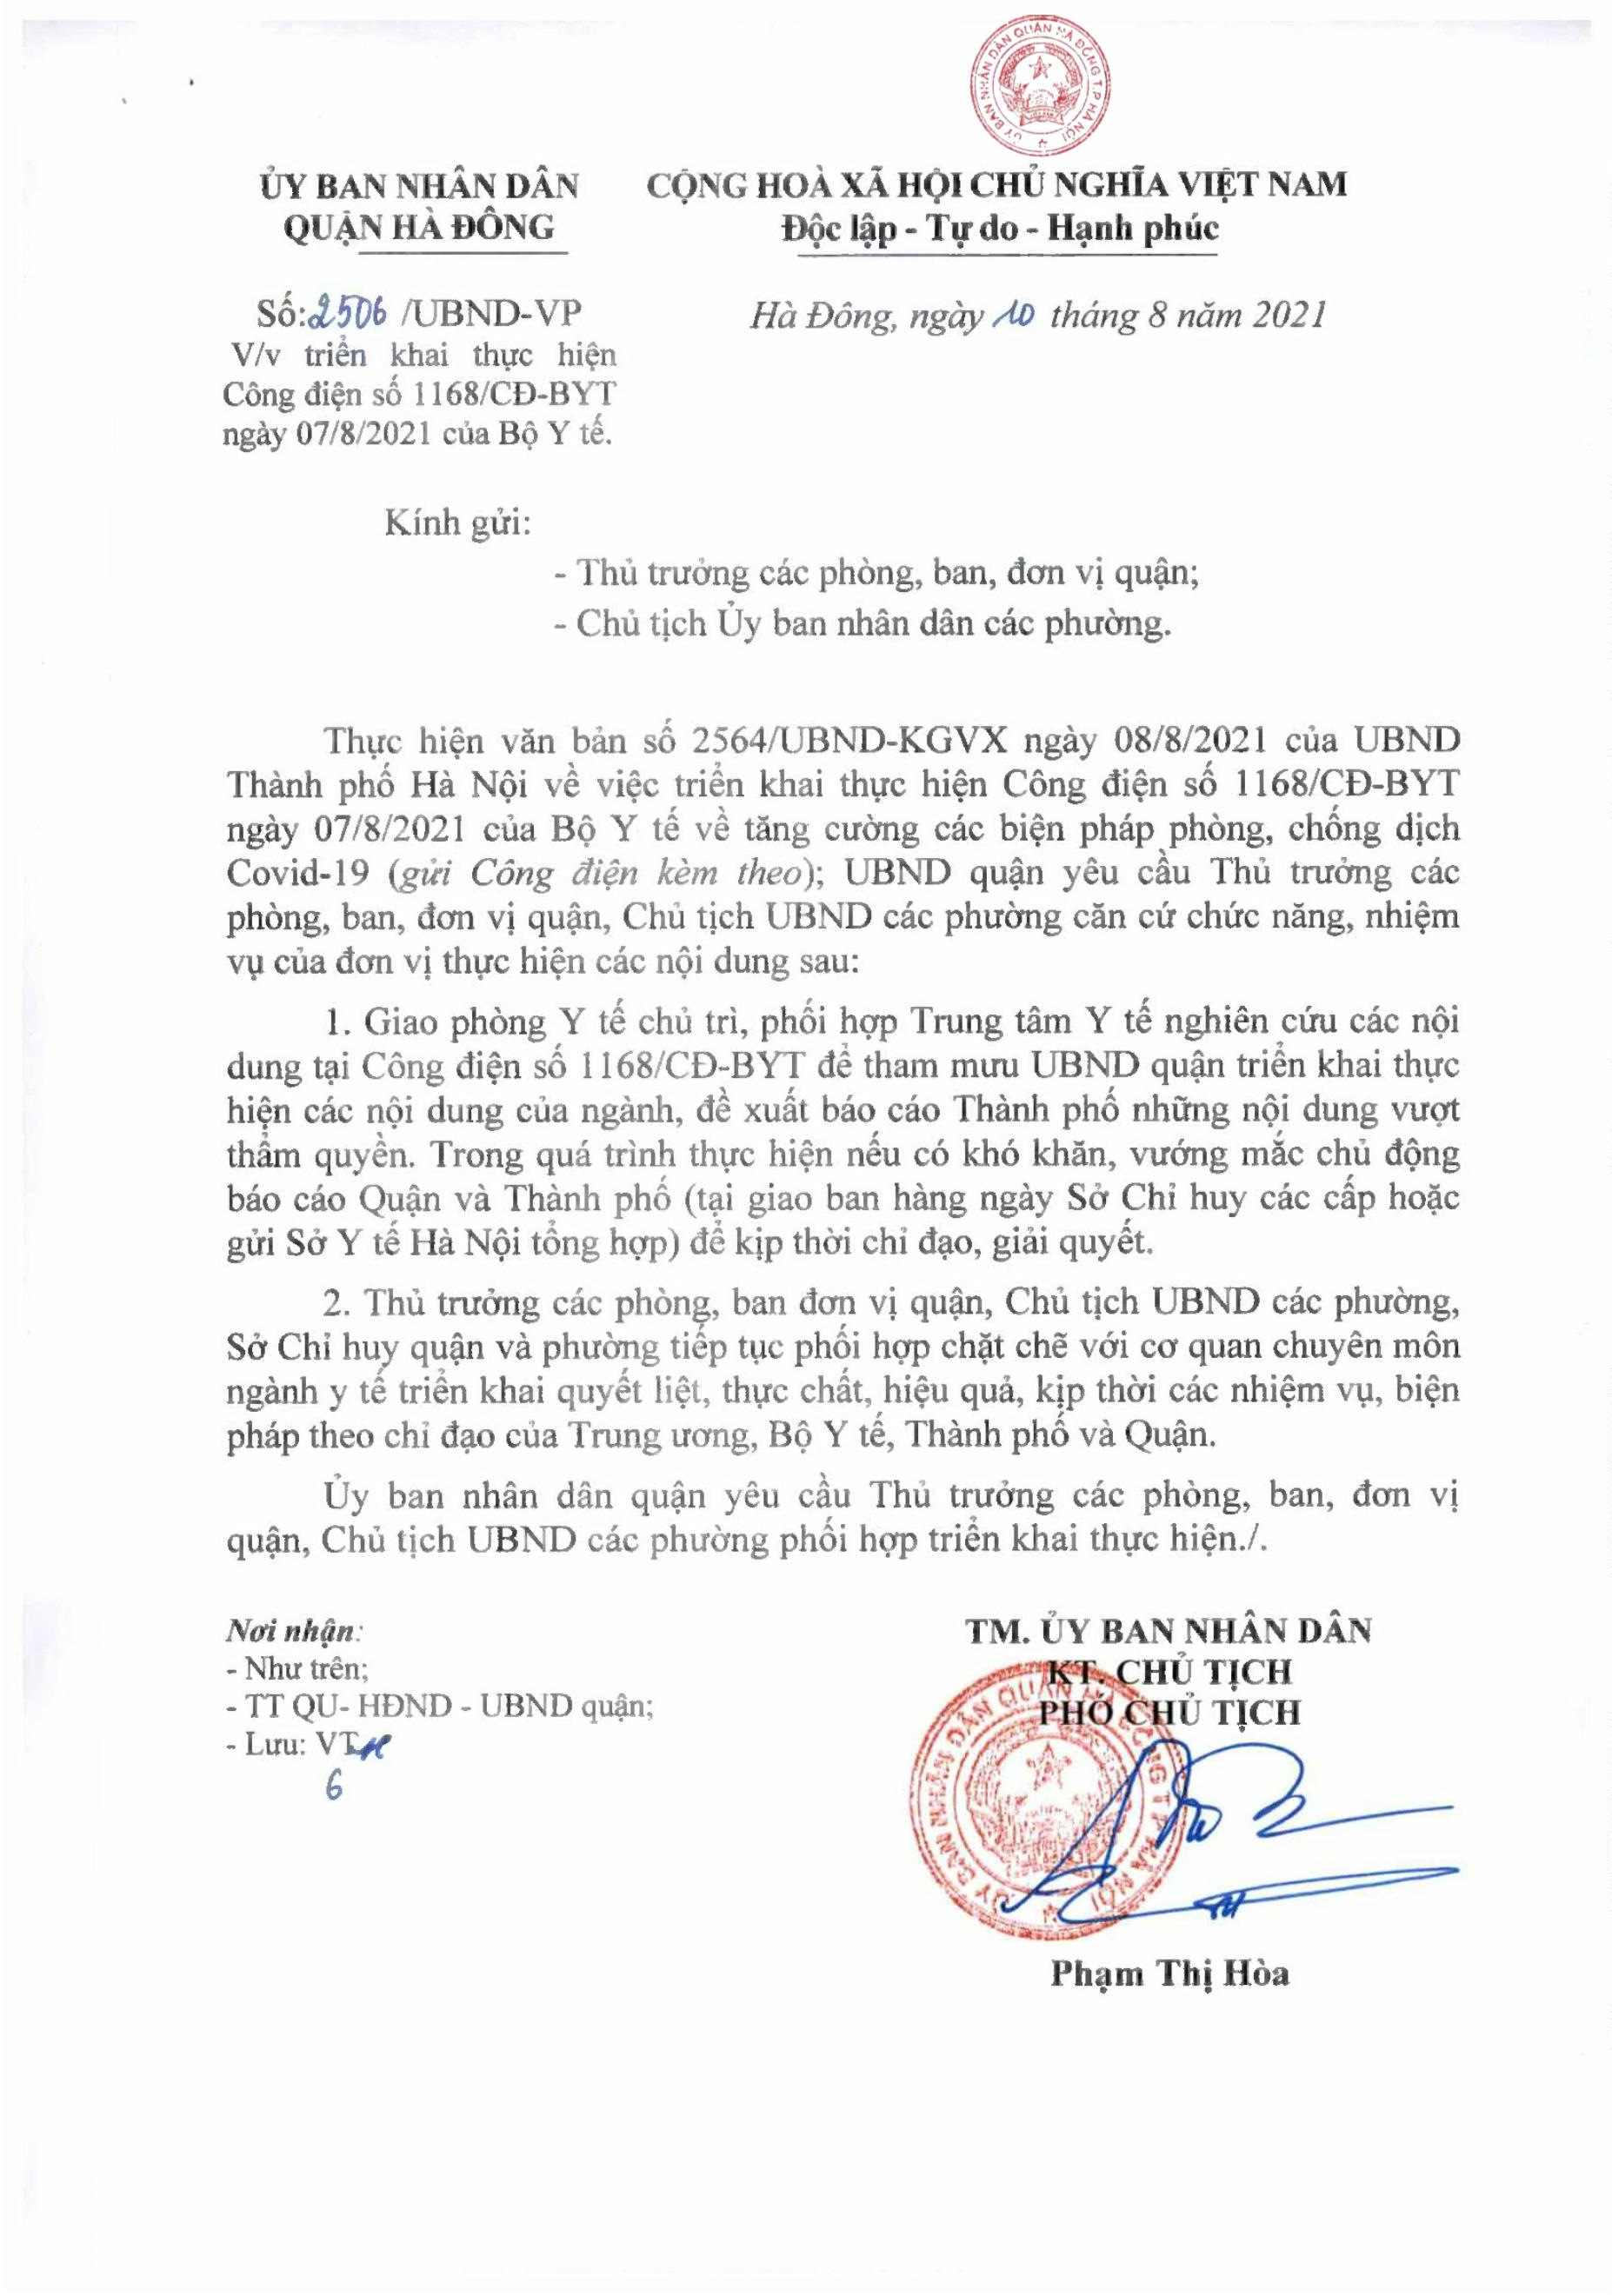 ỦY BAN NHÂN DÂN QUẬN HÀ ĐÔNG T.P HÀ NỘI
ỦY BAN NHÂN DÂN
QUẬN HÀ ĐÔNG
CỘNG HOÀ XÃ HỘI CHỦ NGHĨA VIỆT NAM
Độc lập - Tự do - Hạnh phúc
Số: 2506 /UBND-VP
V/v triển khai thực hiện
Công điện số 1168/CĐ-BYT
ngày 07/8/2021 của Bộ Y tế.
Hà Đông, ngày 10 tháng 8 năm 2021
Kính gửi:
- Thủ trưởng các phòng, ban, đơn vị quận;
- Chủ tịch Ủy ban nhân dân các phường.
Thực hiện văn bản số 2564/UBND-KGVX ngày 08/8/2021 của UBND
Thành phố Hà Nội về việc triển khai thực hiện Công điện số 1168/CĐ-BYT
ngày 07/8/2021 của Bộ Y tế về tăng cường các biện pháp phòng, chống dịch
Covid-19 (gửi Công điện kèm theo); UBND quận yêu cầu Thủ trưởng các
phòng, ban, đơn vị quận, Chủ tịch UBND các phường căn cứ chức năng, nhiệm
vụ của đơn vị thực hiện các nội dung sau:
1. Giao phòng Y tế chủ trì, phối hợp Trung tâm Y tế nghiên cứu các nội
dung tại Công điện số 1168/CĐ-BYT để tham mưu UBND quận triển khai thực
hiện các nội dung của ngành, đề xuất báo cáo Thành phố những nội dung vượt
thẩm quyền. Trong quá trình thực hiện nếu có khó khăn, vướng mắc chủ động
báo cáo Quận và Thành phố (tại giao ban hàng ngày Sở Chỉ huy các cấp hoặc
gửi Sở Y tế Hà Nội tổng hợp) để kịp thời chỉ đạo, giải quyết.
2. Thủ trưởng các phòng, ban đơn vị quận, Chủ tịch UBND các phường,
Sở Chỉ huy quận và phường tiếp tục phối hợp chặt chẽ với cơ quan chuyên môn
ngành y tế triển khai quyết liệt, thực chất, hiệu quả, kịp thời các nhiệm vụ, biện
pháp theo chỉ đạo của Trung ương, Bộ Y tế, Thành phố và Quận.
Ủy ban nhân dân quận yêu cầu Thủ trưởng các phòng, ban, đơn vị
quận, Chủ tịch UBND các phường phối hợp triển khai thực hiện./.
Nơi nhận:
- Như trên;
- TT QU- HĐND - UBND quận;
- Lưu: VT
6
TM. ỦY BAN NHÂN DÂN
KT. CHỦ TỊCH
PHÓ CHỦ TỊCH
ỦY BAN NHÂN DÂN QUẬN HÀ ĐÔNG T.P HÀ NỘI
Phạm Thị Hòa